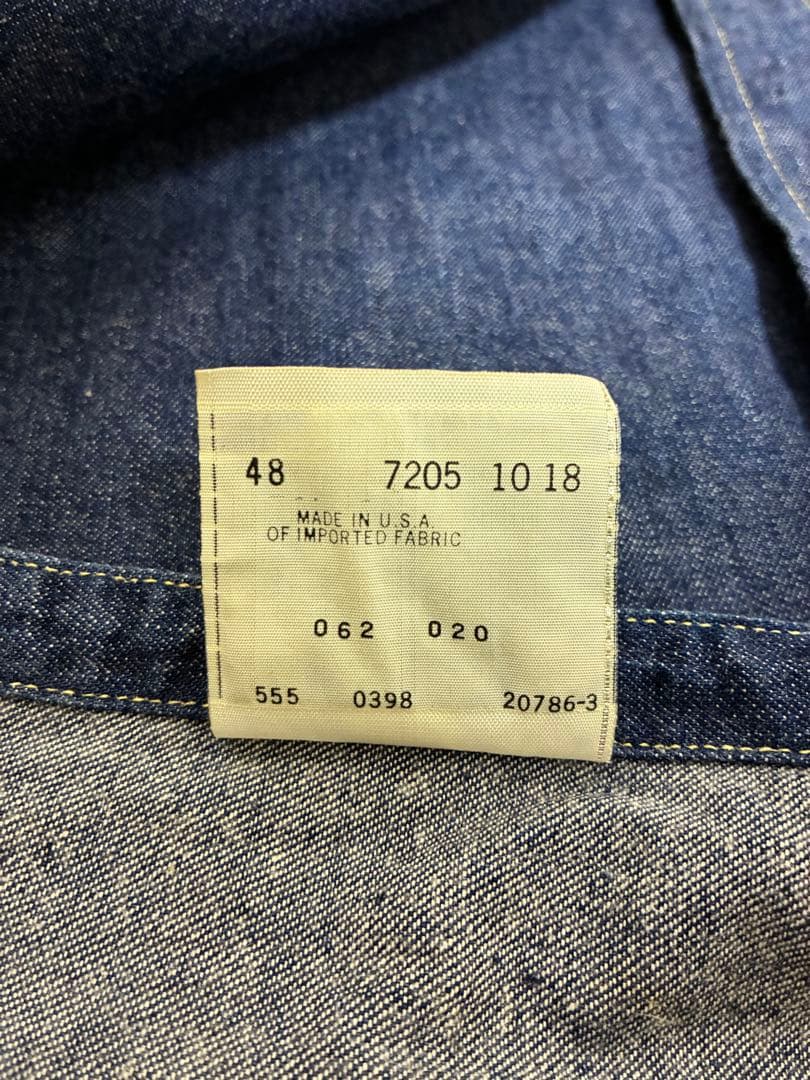 48 7205 10 18
MADE IN U.S.A.
OF IMPORTED FABRIC
062 020
555 0398 20786-3